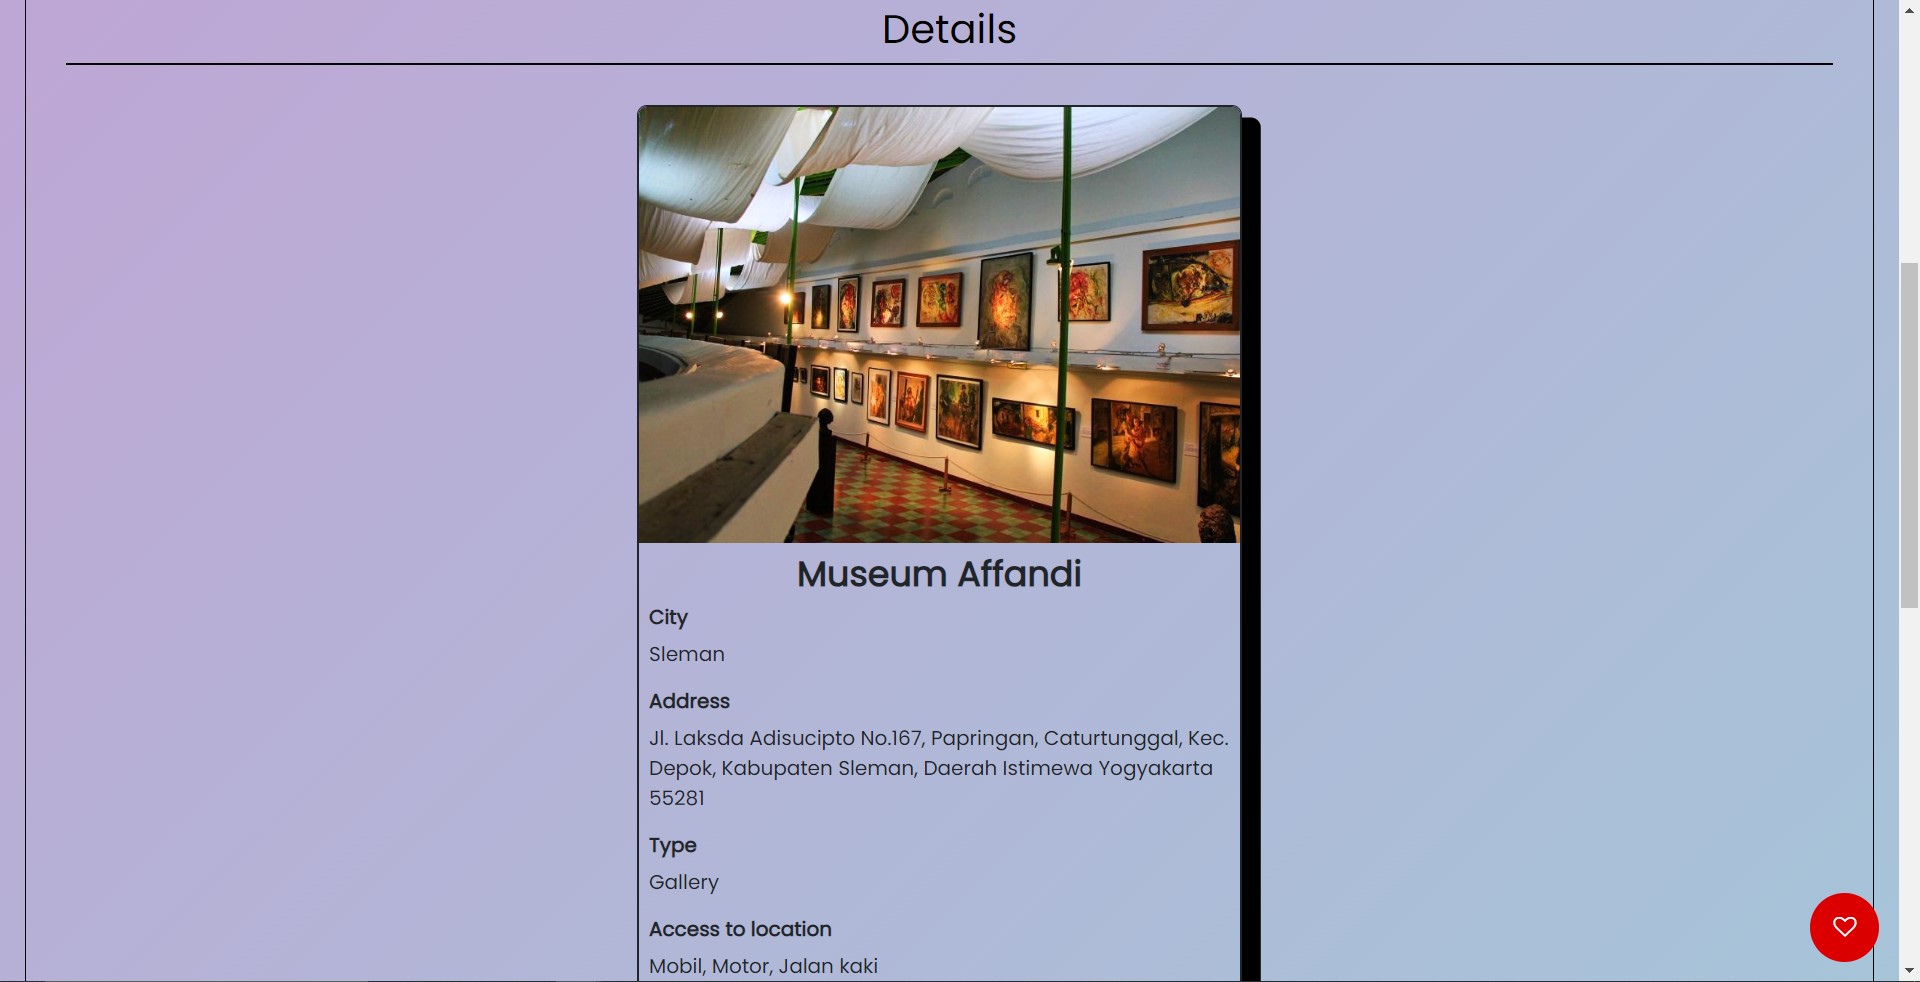 Details
Museum Affandi
City
Sleman
Address
Jl. Laksda Adisucipto No.167, Papringan, Caturtunggal, Kec.
Depok, Kabupaten Sleman, Daerah Istimewa Yogyakarta
55281
Type
Gallery
Access to location
Mobil, Motor, Jalan kaki